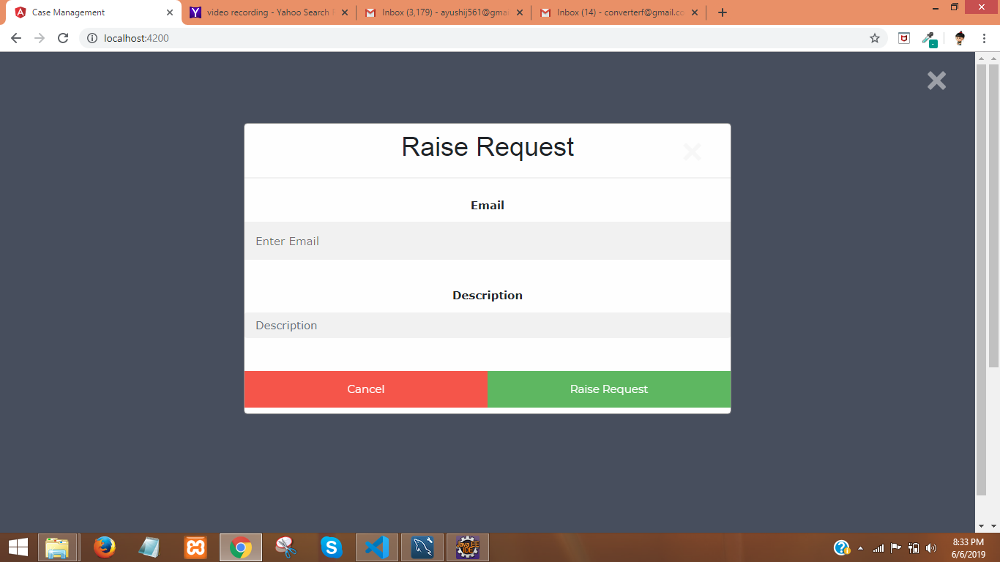 Case Management
video recording - Yahoo Search
Inbox (3,179) - ayushij561@gmai
Inbox (14) - converterf@gmail.co
localhost:4200
Raise Request
Email
Enter Email
Description
Description
Cancel
Raise Request
Java EE
IDE
8:33 PM
6/6/2019